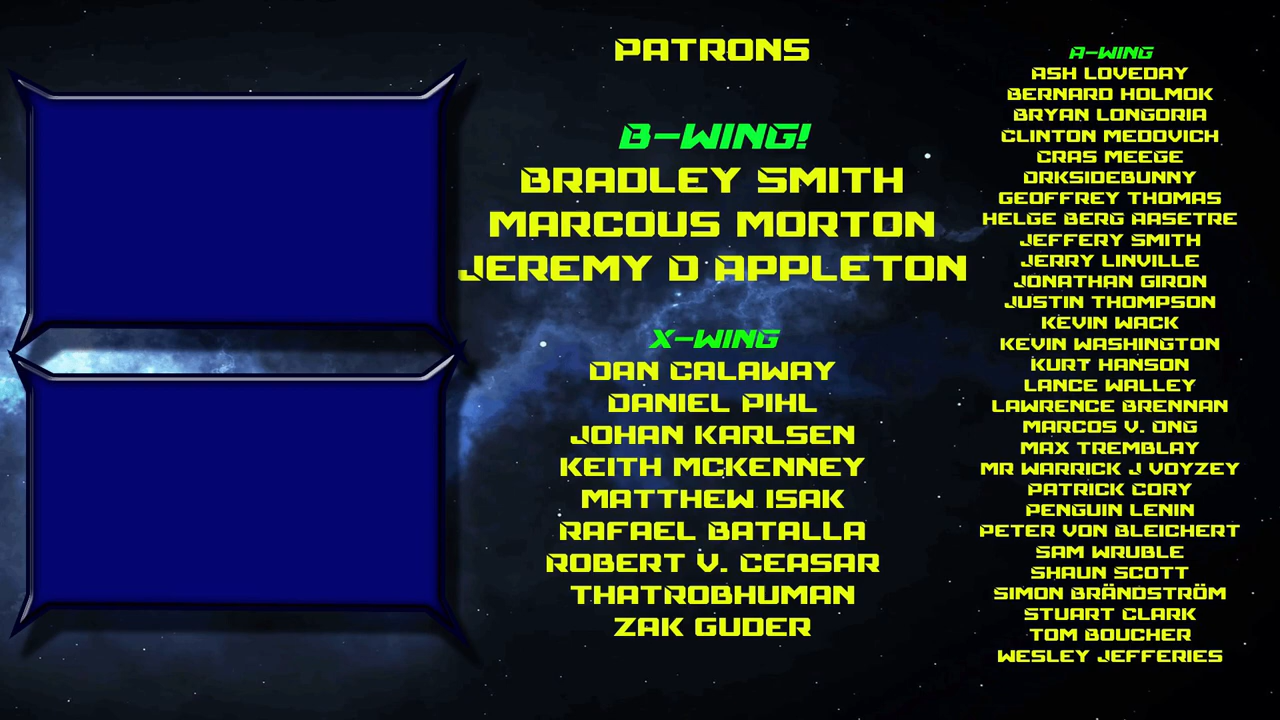 PATRONS
B-WING!
BRADLEY SMITH
MARCOUS MORTON
JEREMY D APPLETON
X-WING
DAN CALAWAY
DANIEL PIHL
JOHAN KARLSEN
KEITH MCKENNEY
MATTHEW ISAK
RAFAEL BATALLA
ROBERT V. CEASAR
THATROBHUMAN
ZAK GUDER
A-WING
ASH LOVEDAY
BERNARD HOLMOK
BRYAN LONGORIA
CLINTON MEDOVICH
CRAS MEEGE
DRKSIDEBUNNY
GEOFFREY THOMAS
HELGE BERG AASETRE
JEFFERY SMITH
JERRY LINVILLE
JONATHAN GIRON
JUSTIN THOMPSON
KEVIN WACK
KEVIN WASHINGTON
KURT HANSON
LANCE WALLEY
LAWRENCE BRENNAN
MARCOS V. ONG
MAX TREMBLAY
MR WARRICK J VOYZEY
PATRICK CORY
PENGUIN LENIN
PETER VON BLEICHERT
SAM WRUBLE
SHAUN SCOTT
SIMON BRÄNDSTRÖM
STUART CLARK
TOM BOUCHER
WESLEY JEFFERIES